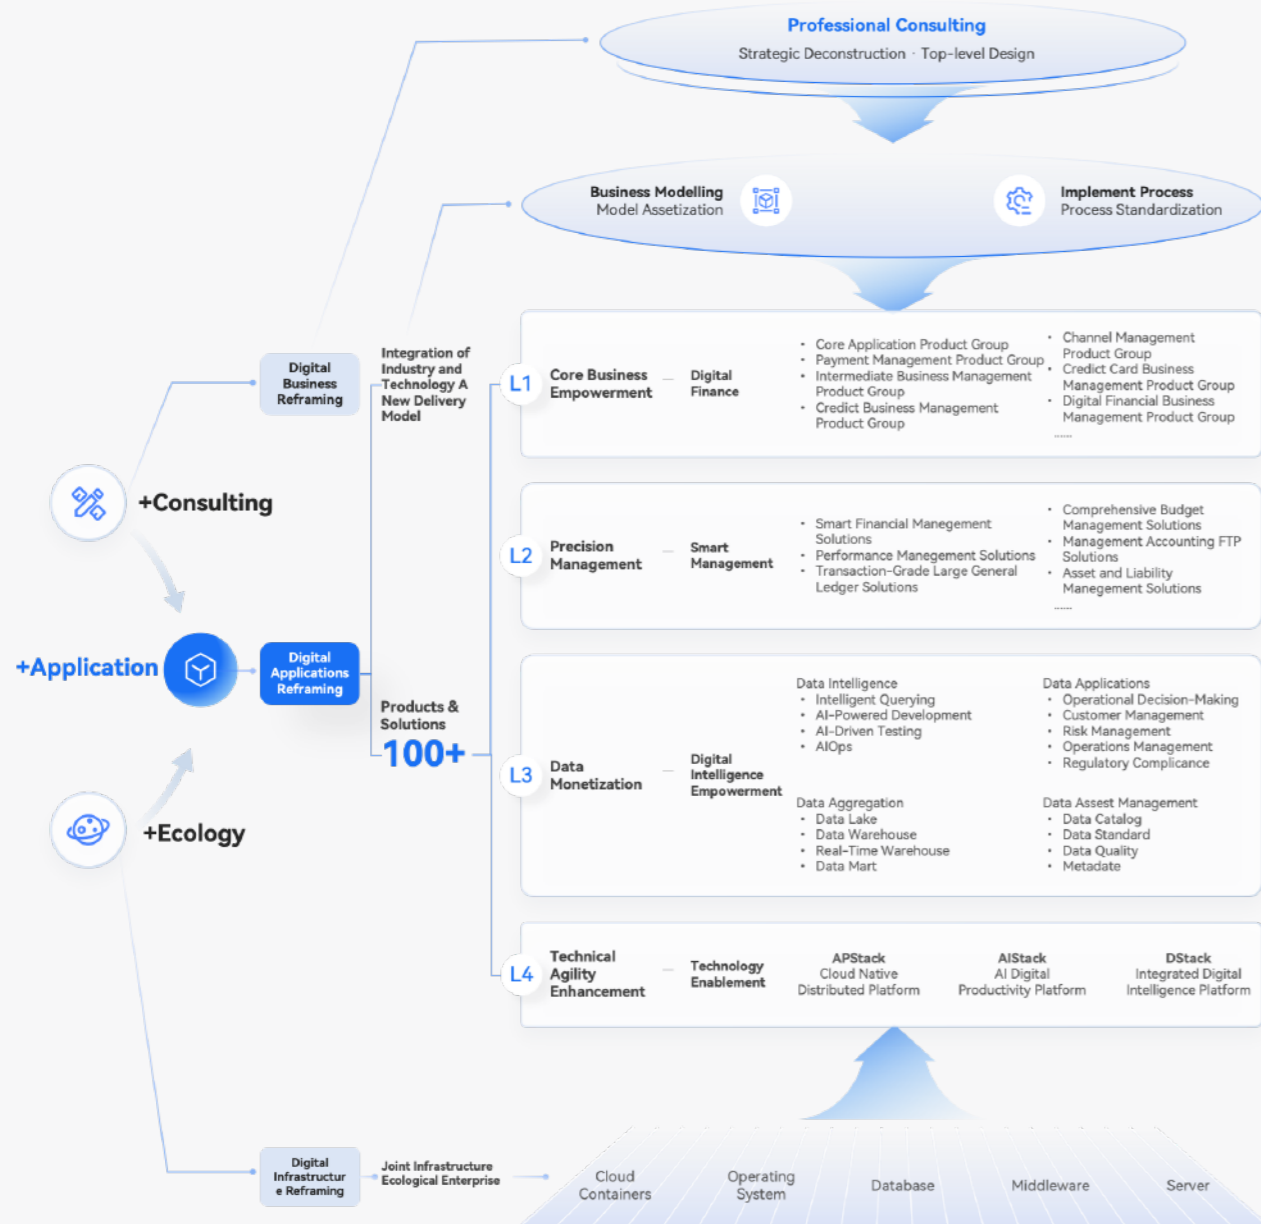 Professional Consulting
Strategic Deconstruction · Top-level Design
Business Modelling
Model Assetization
Implement Process
Process Standardization
Digital
Business
Reframing
Integration of
Industry and
Technology A
New Delivery
Model
L1
Core Business
Empowerment
Digital
Finance
• Core Application Product Group
• Payment Management Product Group
• Intermediate Business Management
Product Group
• Credict Business Management
Product Group
• Channel Management
Product Group
• Credict Card Business
Management Product Group
• Digital Financial Business
Management Product Group
......
+Consulting
L2
Precision
Management
Smart
Management
• Smart Financial Manegement
Solutions
• Performance Management Solutions
• Transaction-Grade Large General
Ledger Solutions
• Comprehensive Budget
Management Solutions
• Management Accounting FTP
Solutions
• Asset and Liability
Manegement Solutions
......
+Application
Digital
Applications
Reframing
Products &
Solutions
100+
L3
Data
Monetization
Digital
Intelligence
Empowerment
Data Intelligence
• Intelligent Querying
• AI-Powered Development
• AI-Driven Testing
• AIOps
Data Applications
• Operational Decision-Making
• Customer Management
• Risk Management
• Operations Management
• Regulatory Complicance
Data Aggregation
• Data Lake
• Data Warehouse
• Real-Time Warehouse
• Data Mart
Data Assest Management
• Data Catalog
• Data Standard
• Data Quality
• Metadate
+Ecology
L4
Technical
Agility
Enhancement
Technology
Enablement
APStack
Cloud Native
Distributed Platform
AIStack
AI Digital
Productivity Platform
DStack
Integrated Digital
Intelligence Platform
Digital
Infrastructur
e Reframing
Joint Infrastructure
Ecological Enterprise
Cloud
Containers
Operating
System
Database
Middleware
Server